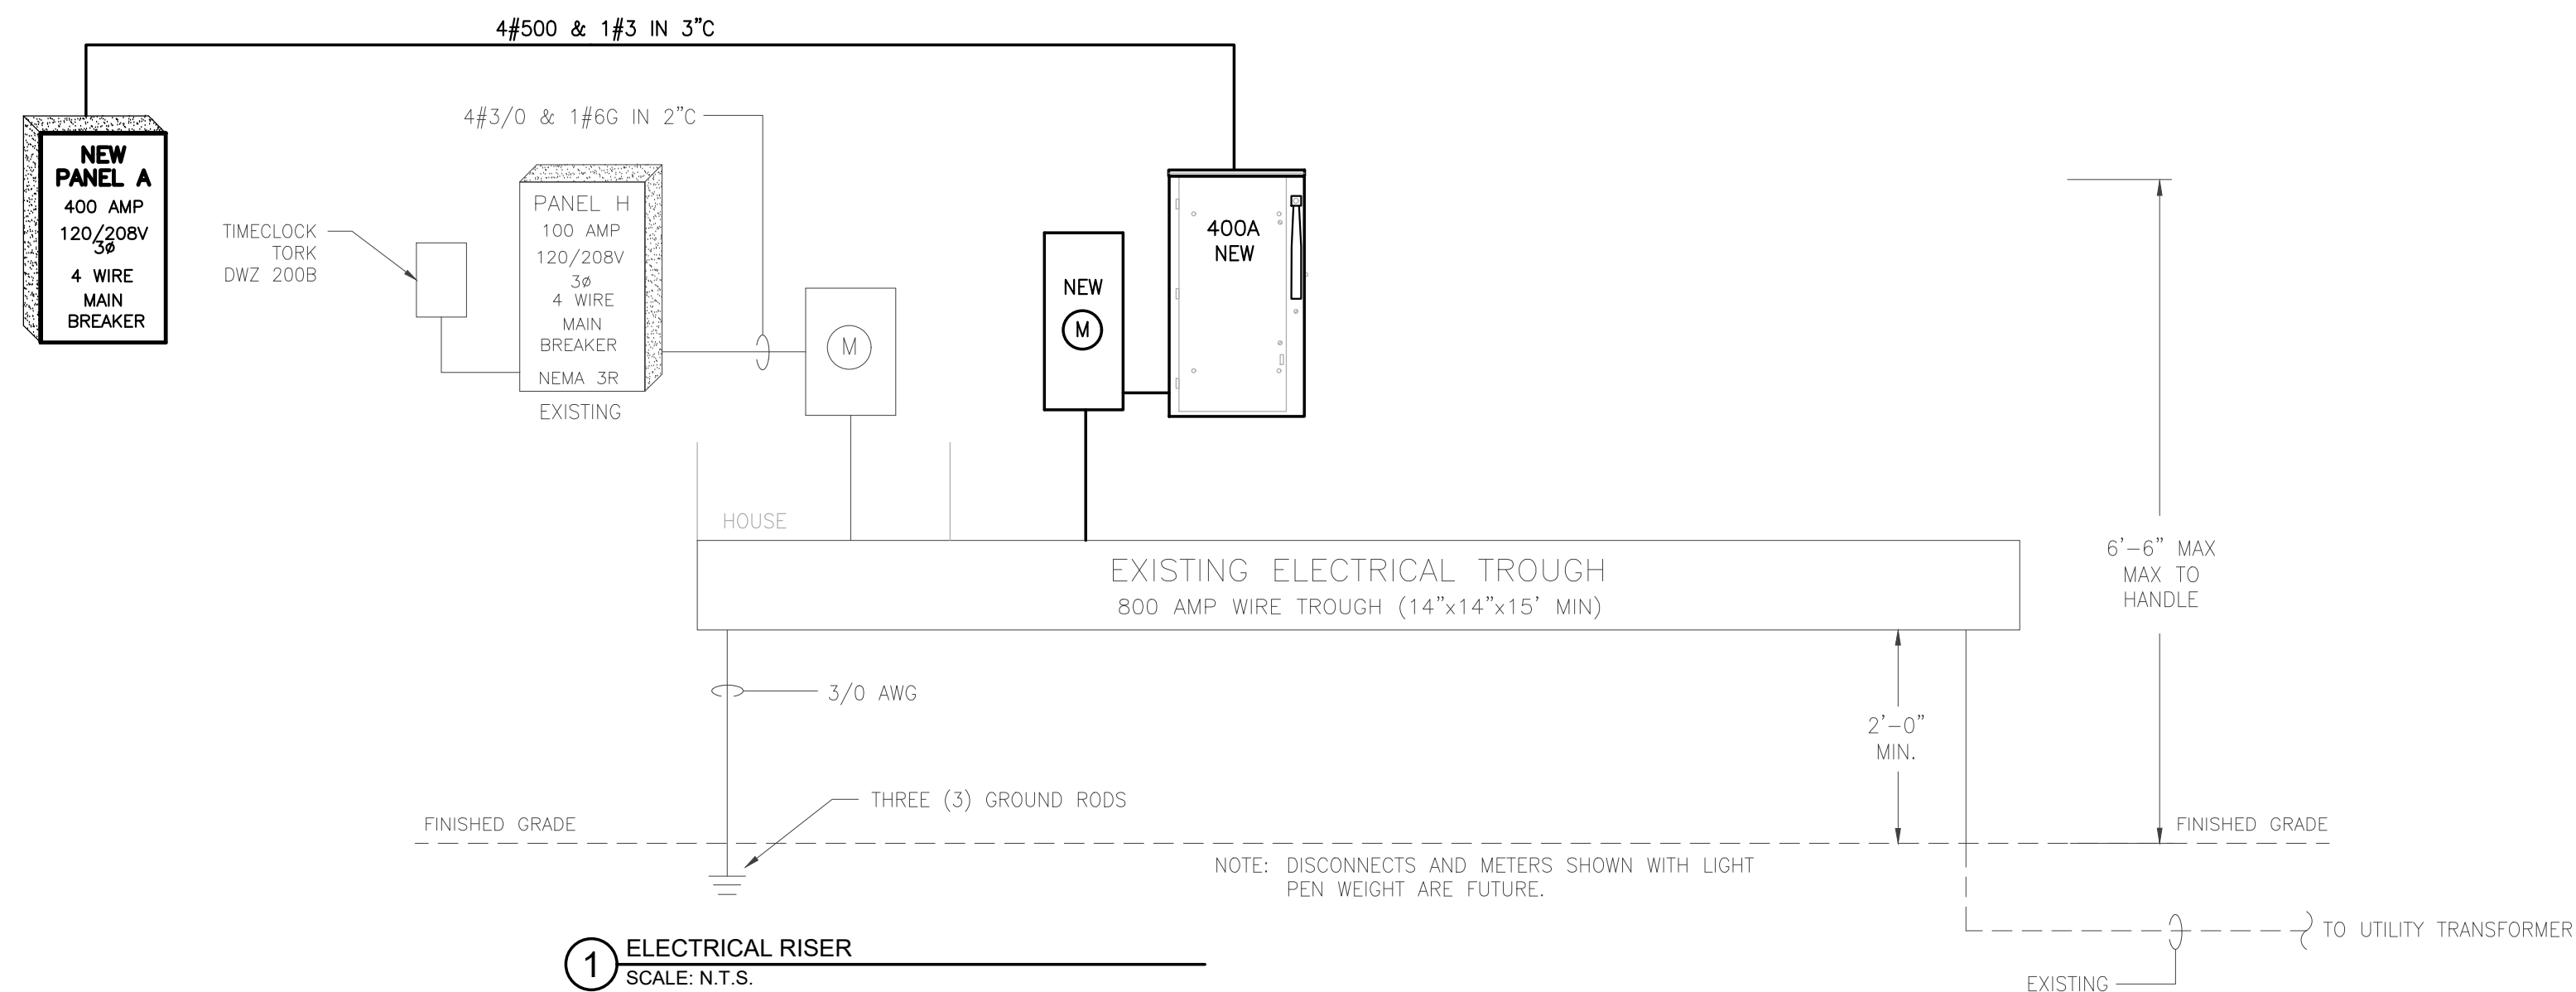 4#500 & 1#3 IN 3"C
4#3/0 & 1#6G IN 2"C
NEW
PANEL A
400 AMP
120/208V
3ø
4 WIRE
MAIN
BREAKER
TIMECLOCK
TORK
DWZ 200B
PANEL H
100 AMP
120/208V
3ø
4 WIRE
MAIN
BREAKER
NEMA 3R
EXISTING
M
NEW
M
400A
NEW
HOUSE
EXISTING ELECTRICAL TROUGH
800 AMP WIRE TROUGH (14"x14"x15' MIN)
6'-6" MAX
MAX TO
HANDLE
3/0 AWG
2'-0"
MIN.
THREE (3) GROUND RODS
FINISHED GRADE
FINISHED GRADE
NOTE: DISCONNECTS AND METERS SHOWN WITH LIGHT
PEN WEIGHT ARE FUTURE.
TO UTILITY TRANSFORMER
EXISTING
1 ELECTRICAL RISER
SCALE: N.T.S.